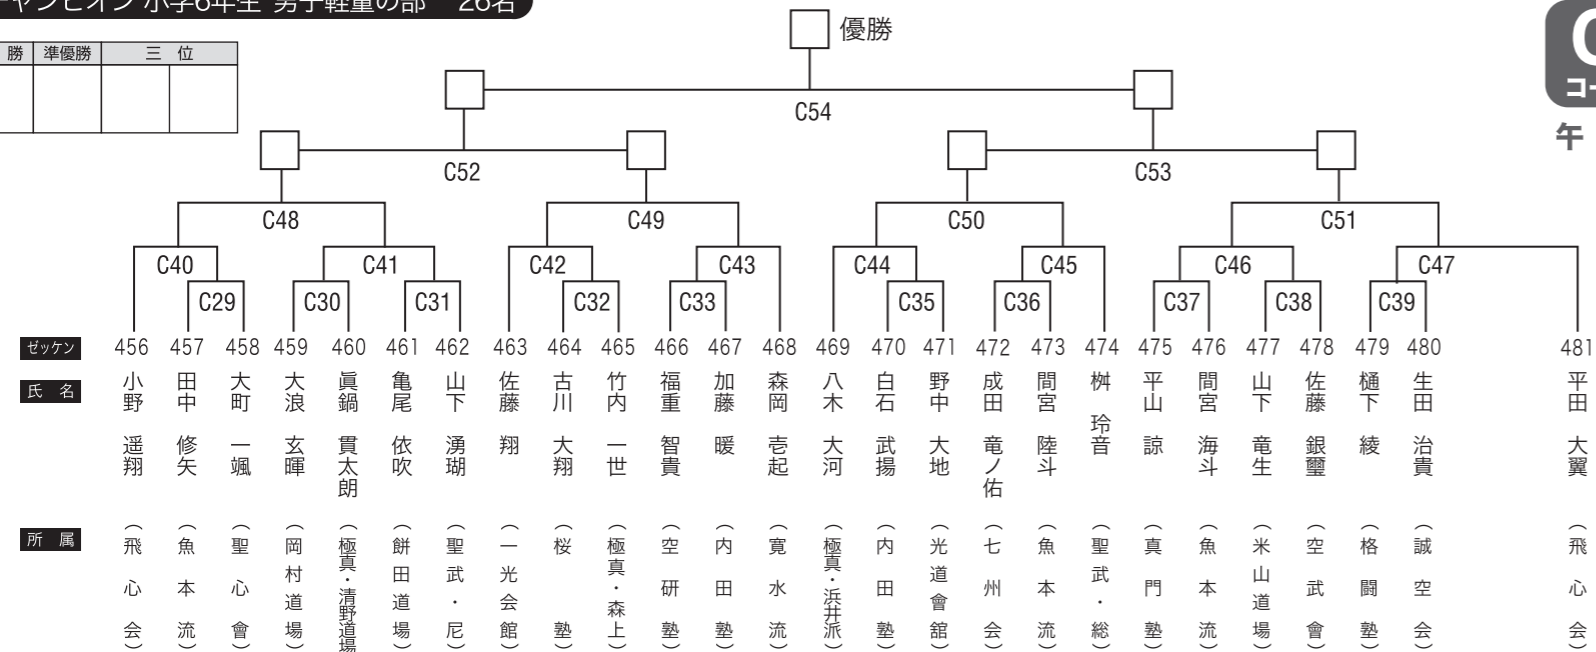 ャンピオン 小学6年生 男子軽量の部 26名
優勝
勝 準優勝 三 位
C54
コー
午
C52 C53
C48 C49 C50 C51
C40 C41 C42 C43 C44 C45 C46 C47
C29 C30 C31 C32 C33 C35 C36 C37 C38 C39
ゼッケン 456 457 458 459 460 461 462 463 464 465 466 467 468 469 470 471 472 473 474 475 476 477 478 479 480 481
氏 名
小野 遥翔
田中 修矢
大町 一颯
大浪 玄暉
眞鍋 貫太朗
亀尾 依吹
山下 湧瑚
佐藤 翔
古川 大翔
竹内 一世
福重 智貴
加藤 暖
森岡 壱起
八木 大河
白石 武揚
野中 大地
成田 竜ノ佑
間宮 陸斗
桝 玲音
平山 諒
間宮 海斗
山下 竜生
佐藤 銀璽
樋下 綾
生田 治貴
平田 大翼
所 属
（飛心会）
（魚本流）
（聖心會）
（岡村道場）
（極真・清野道場
（餅田道場）
（聖武・尼）
（一光会館）
（桜塾）
（極真・森上）
（空研塾）
（内田塾）
（寛水流）
（極真・浜井派）
（内田塾）
（光道會舘）
（七州会）
（魚本流）
（聖武・総）
（真門塾）
（魚本流）
（米山道場）
（空武會）
（格闘塾）
（誠空会）
（飛心会）